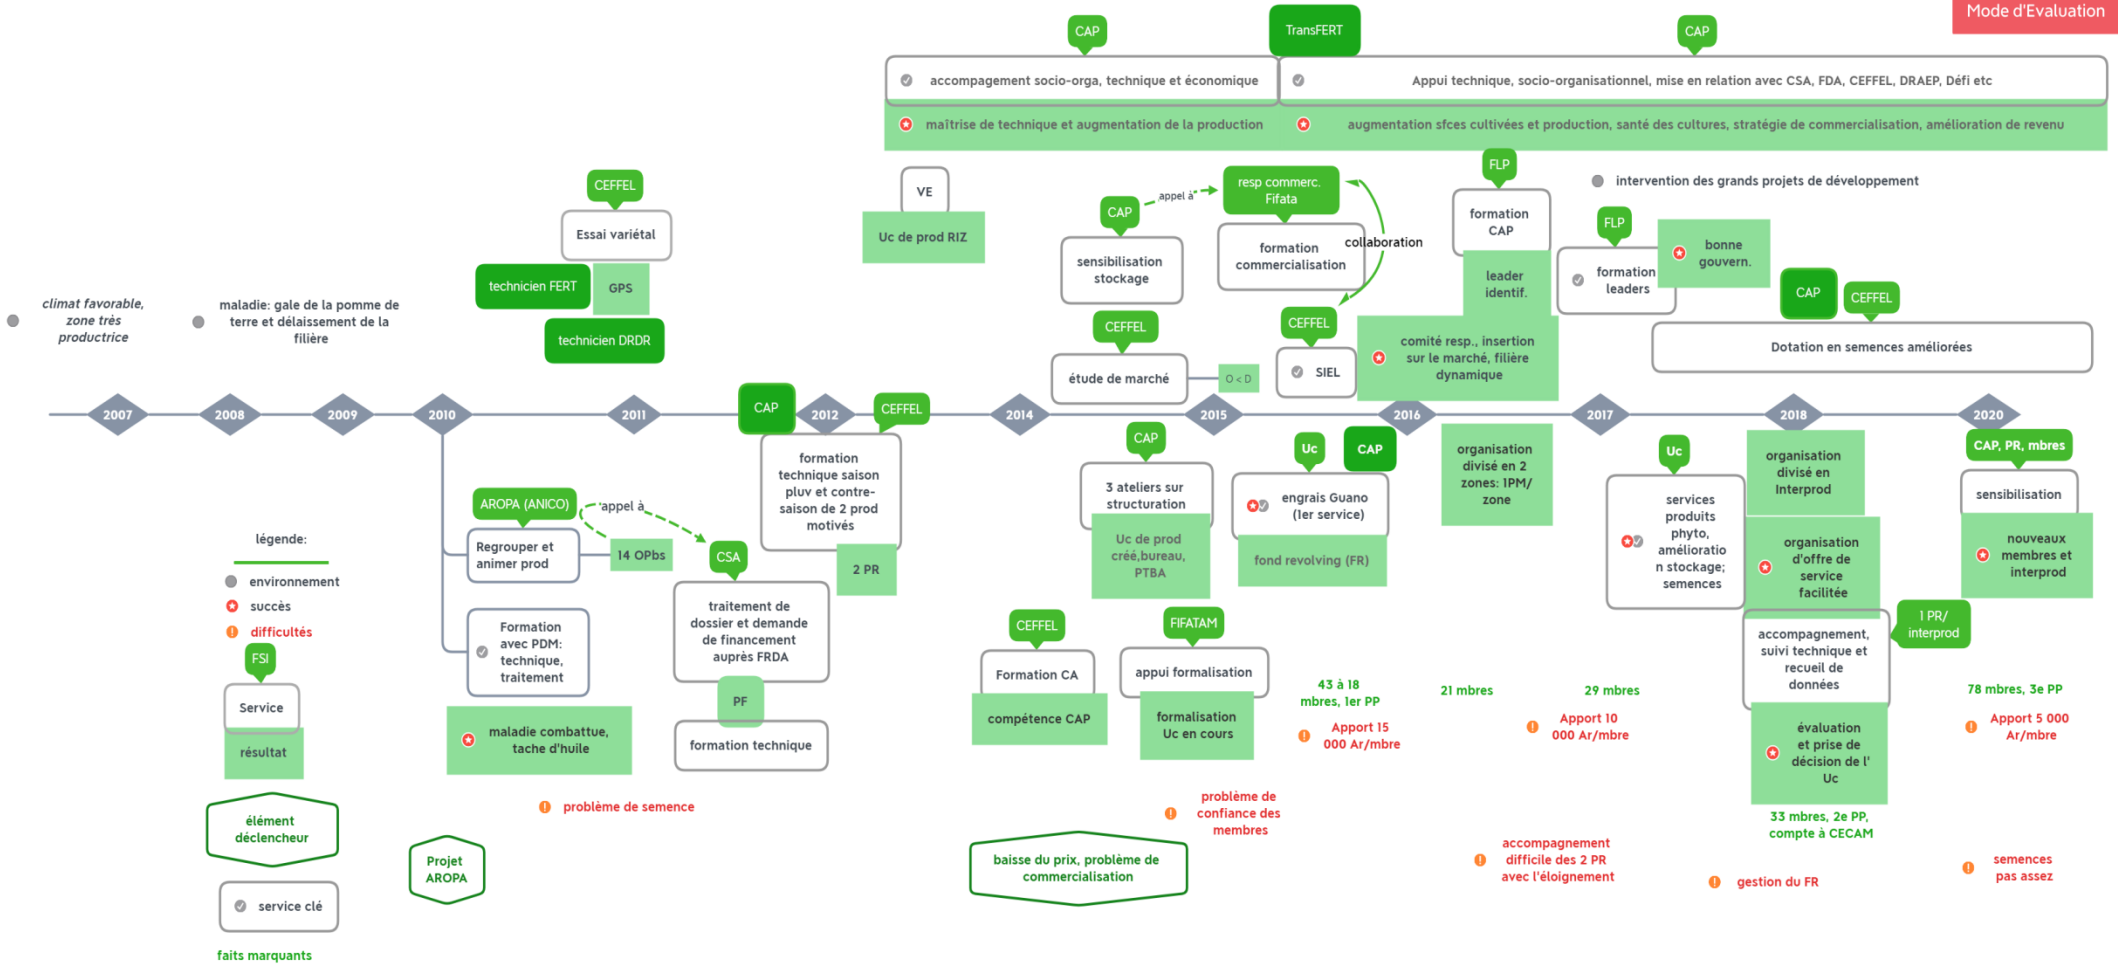 Mode d'Evaluation
CAP
TransFERT
CAP
accompagement socio-orga, technique et économique
Appui technique, socio-organisationnel, mise en relation avec CSA, FDA, CEFFEL, DRAEP, Défi etc
maîtrise de technique et augmentation de la production
augmentation sfces cultivées et production, santé des cultures, stratégie de commercialisation, amélioration de revenu
CEFFEL
Essai variétal
technicien FERT
GPS
technicien DRDR
VE
Uc de prod RIZ
CAP
appel à
resp commerc.
Fifata
sensibilisation
stockage
formation
commercialisation
collaboration
CEFFEL
étude de marché
O < D
CEFFEL
SIEL
FLP
formation
CAP
leader
identif.
comité resp., insertion
sur le marché, filière
dynamique
intervention des grands projets de développement
FLP
formation
leaders
bonne
gouvern.
CAP
CEFFEL
Dotation en semences améliorées
climat favorable,
zone très
productrice
maladie: gale de la pomme de
terre et délaissement de la
filière
2007
2008
2009
2010
2011
CAP
2012
CEFFEL
2014
2015
2016
2017
2018
2020
formation
technique saison
pluv et contre-
saison de 2 prod
motivés
2 PR
AROPA (ANICO)
appel à
Regrouper et
animer prod
14 OPbs
CSA
traitement de
dossier et demande
de financement
auprès FRDA
PF
formation technique
Formation
avec PDM:
technique,
traitement
maladie combattue,
tache d'huile
problème de semence
Projet
AROPA
CAP
3 ateliers sur
structuration
Uc de prod
créé,bureau,
PTBA
Uc
CAP
engrais Guano
(1er service)
fond revolving (FR)
organisation
divisé en 2
zones: 1PM/
zone
CEFFEL
Formation CA
compétence CAP
FIFATAM
appui formalisation
formalisation
Uc en cours
43 à 18
mbres, 1er PP
Apport 15
000 Ar/mbre
21 mbres
29 mbres
Apport 10
000 Ar/mbre
problème de
confiance des
membres
baisse du prix, problème de
commercialisation
accompagnement
difficile des 2 PR
avec l'éloignement
Uc
services
produits
phyto,
amélioratio
n stockage;
semences
organisation
divisé en
Interprod
organisation
d'offre de
service
facilitée
accompagnement,
suivi technique et
recueil de
données
1 PR/
interprod
évaluation
et prise de
décision de l'
Uc
33 mbres, 2e PP,
compte à CECAM
gestion du FR
CAP, PR, mbres
sensibilisation
nouveaux
membres et
interprod
78 mbres, 3e PP
Apport 5 000
Ar/mbre
semences
pas assez
légende:
environnement
succès
difficultés
FSI
Service
résultat
élément
déclencheur
service clé
faits marquants